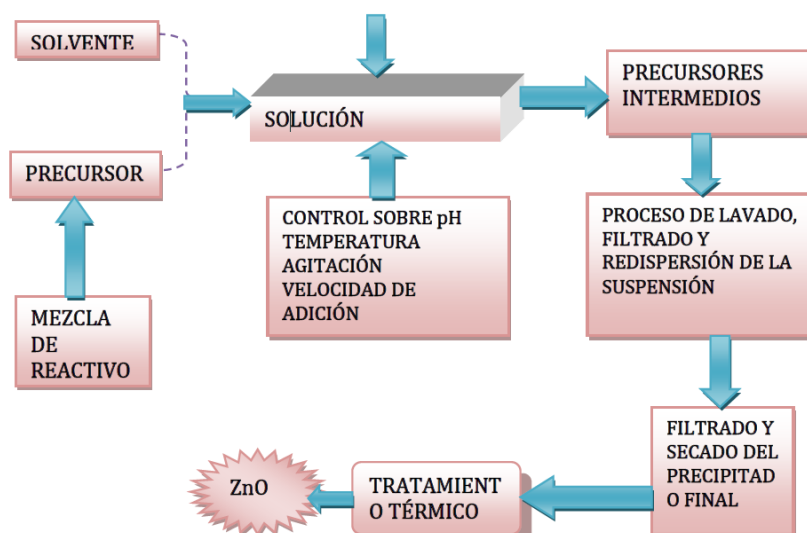 SOLVENTE
PRECURSOR
MEZCLA
DE
REACTIVO
SOLUCIÓN
CONTROL SOBRE pH
TEMPERATURA
AGITACIÓN
VELOCIDAD DE
ADICIÓN
PRECURSORES
INTERMEDIOS
PROCESO DE LAVADO,
FILTRADO Y
REDISPERSIÓN DE LA
SUSPENSIÓN
FILTRADO Y
SECADO DEL
PRECIPITAD
O FINAL
TRATAMIENT
O TÉRMICO
ZnO